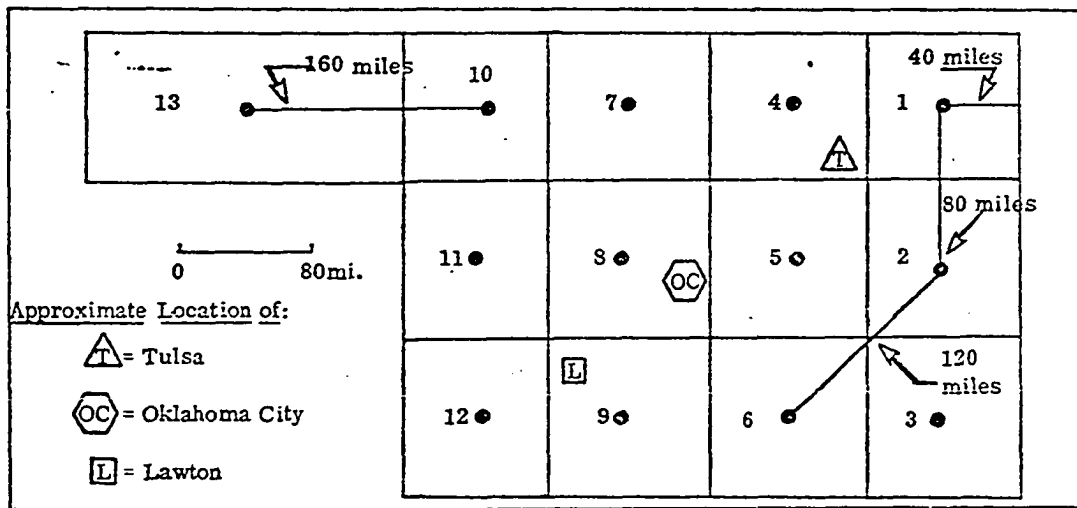 160 miles
10
40 miles
13
7
4
1
T
80 miles
11
8
5
2
OC
0 80mi.
Approximate Location of:
T = Tulsa
L
120
miles
OC = Oklahoma City
12
9
6
3
L = Lawton